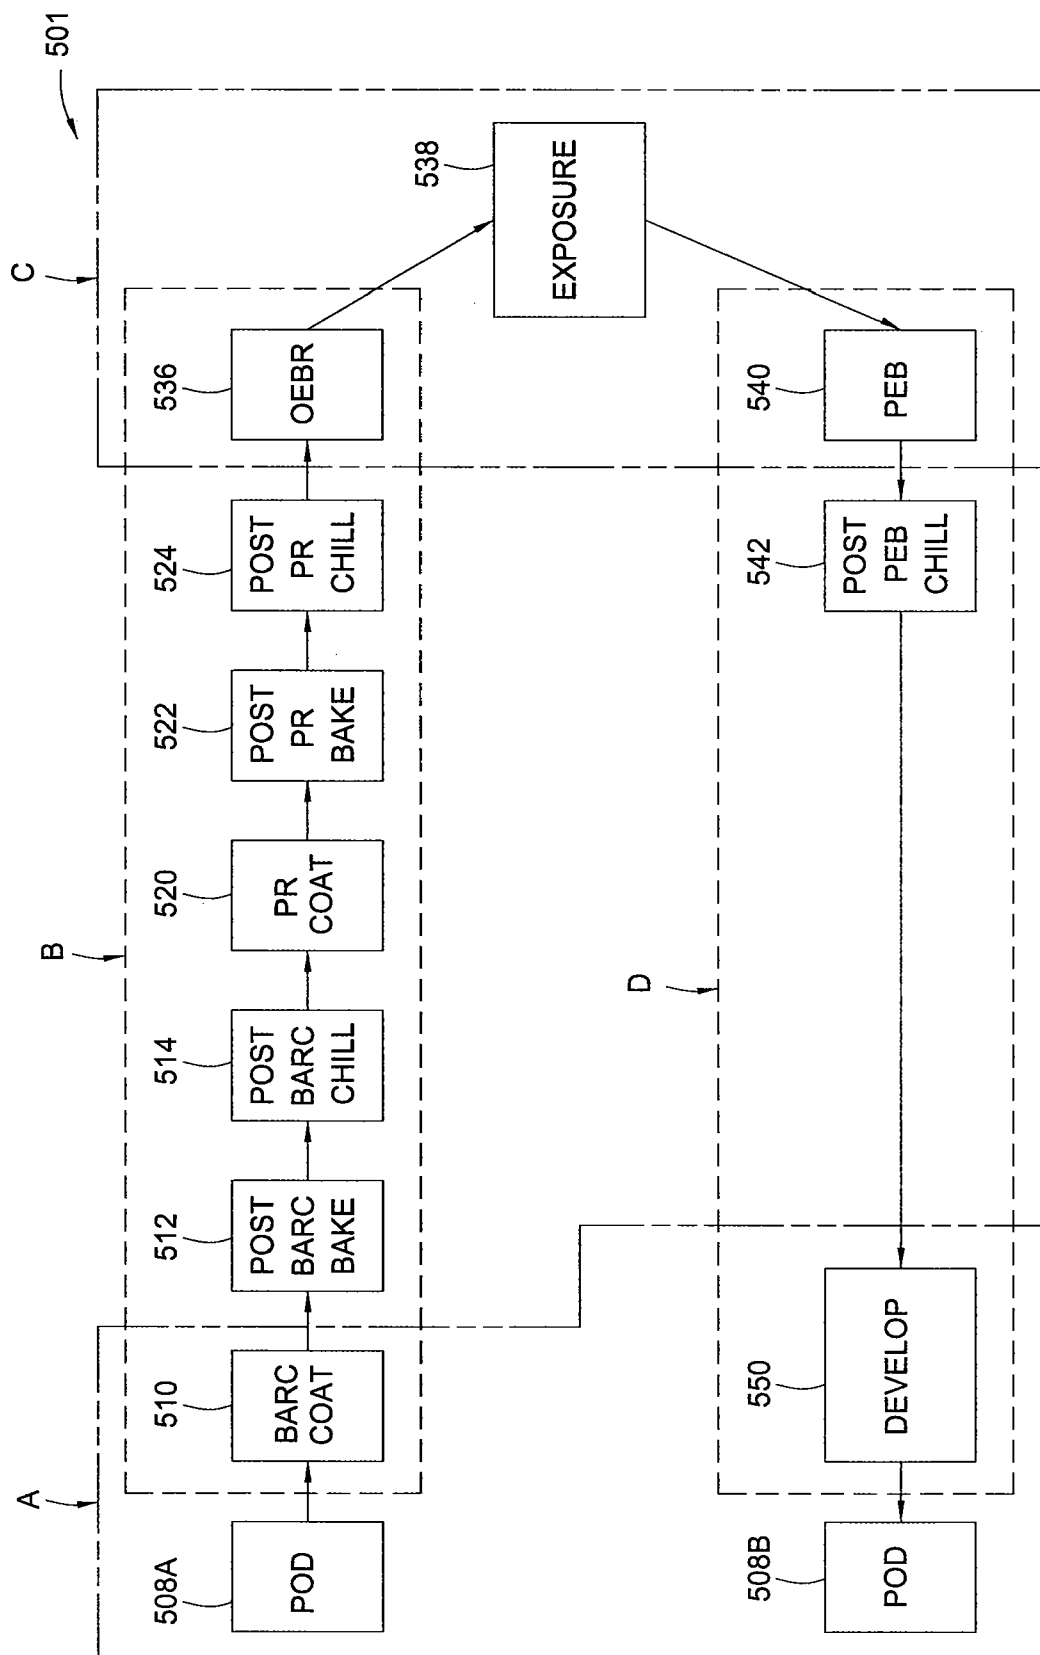 501
C
B
A
D
508A
POD
510
BARC
COAT
512
POST
BARC
BAKE
514
POST
BARC
CHILL
520
PR
COAT
522
POST
PR
BAKE
524
POST
PR
CHILL
536
OEBR
538
EXPOSURE
540
PEB
542
POST
PEB
CHILL
550
DEVELOP
508B
POD